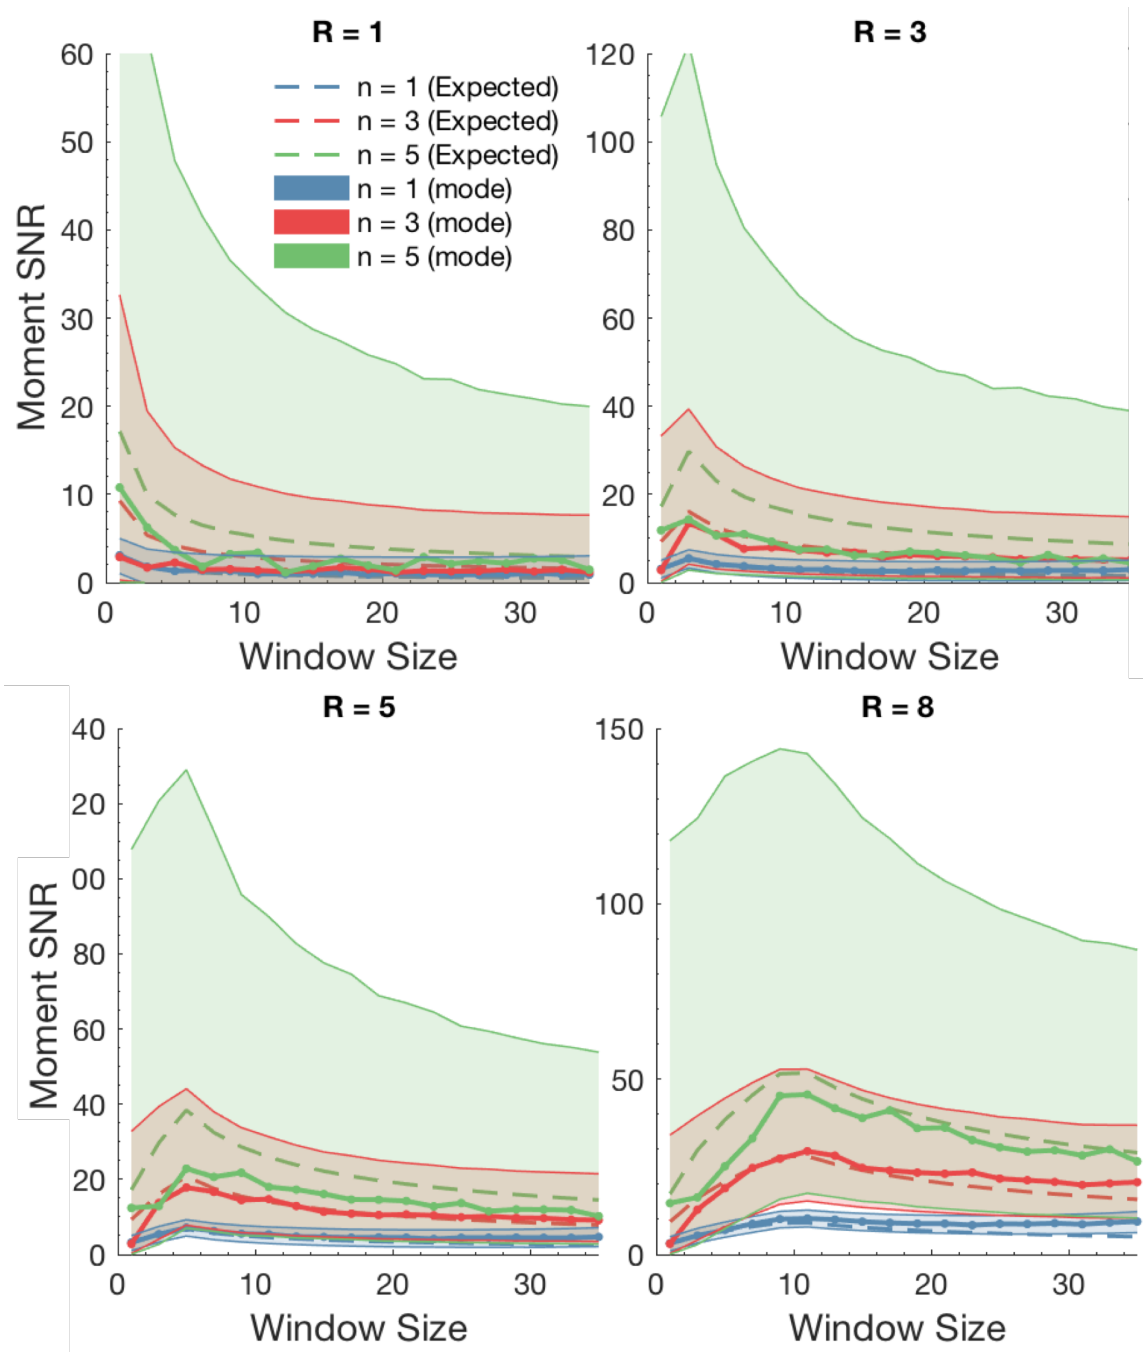 R = 1
60
50
40
30
20
10
0
0
10
20
30
Moment SNR
Window Size
n = 1 (Expected)
n = 3 (Expected)
n = 5 (Expected)
n = 1 (mode)
n = 3 (mode)
n = 5 (mode)
R = 3
120
100
80
60
40
20
0
0
10
20
30
Window Size
R = 5
40
20
00
80
60
40
20
0
0
10
20
30
Moment SNR
Window Size
R = 8
150
100
50
0
0
10
20
30
Window Size